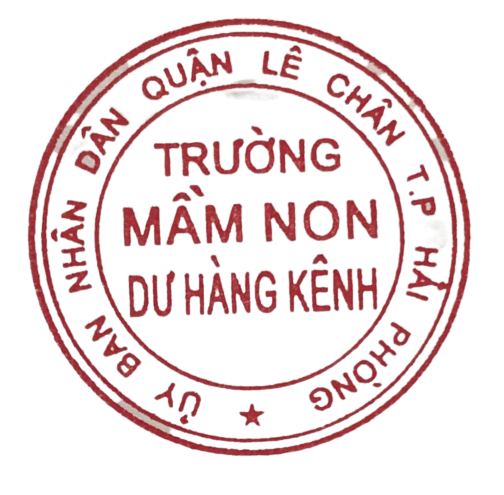 ỦY BAN NHÂN DÂN QUẬN LÊ CHÂN T.P HẢI PHÒNG
TRƯỜNG
MẦM NON
DƯ HÀNG KÊNH